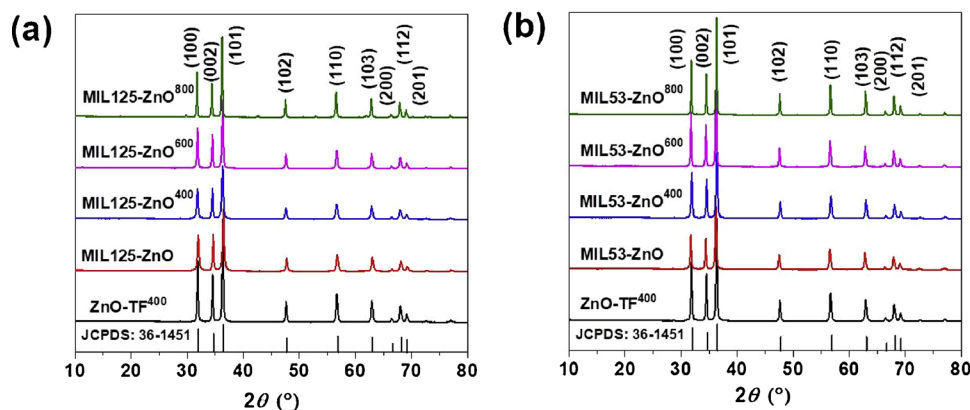 (a)
(100)
(002)
(101)
(102)
(110)
(103)
(200)
(112)
(201)
MIL125-ZnO800
MIL125-ZnO600
MIL125-ZnO400
MIL125-ZnO
ZnO-TF400
JCPDS: 36-1451
10 20 30 40 50 60 70 80
2θ (°)
(b)
(100)
(002)
(101)
(102)
(110)
(103)
(200)
(112)
(201)
MIL53-ZnO800
MIL53-ZnO600
MIL53-ZnO400
MIL53-ZnO
ZnO-TF400
JCPDS: 36-1451
10 20 30 40 50 60 70 80
2θ (°)